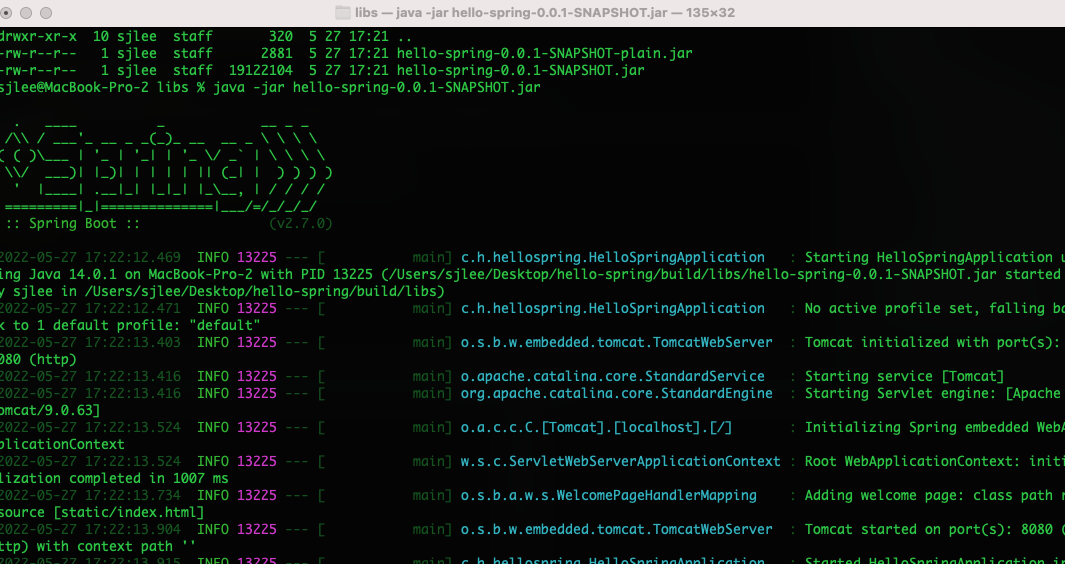 libs — java -jar hello-spring-0.0.1-SNAPSHOT.jar — 135×32
drwxr-xr-x  10 sjlee  staff       320  5 27 17:21 ..
-rw-r--r--   1 sjlee  staff      2881  5 27 17:21 hello-spring-0.0.1-SNAPSHOT-plain.jar
-rw-r--r--   1 sjlee  staff  19122104  5 27 17:21 hello-spring-0.0.1-SNAPSHOT.jar
sjlee@MacBook-Pro-2 libs % java -jar hello-spring-0.0.1-SNAPSHOT.jar
  .   ____          _            __ _ _
 /\\ / ___'_ __ _ _(_)_ __  __ _ \ \ \ \
( ( )\___ | '_ | '_| | '_ \/ _` | \ \ \ \
 \\/  ___)| |_)| | | | | || (_| |  ) ) ) )
  '  |____| .__|_| |_|_| |_\__, | / / / /
 =========|_|==============|___/=/_/_/_/
 :: Spring Boot ::                (v2.7.0)
2022-05-27 17:22:12.469  INFO 13225 --- [           main] c.h.hellospring.HelloSpringApplication   : Starting HelloSpringApplication u
ing Java 14.0.1 on MacBook-Pro-2 with PID 13225 (/Users/sjlee/Desktop/hello-spring/build/libs/hello-spring-0.0.1-SNAPSHOT.jar started
y sjlee in /Users/sjlee/Desktop/hello-spring/build/libs)
2022-05-27 17:22:12.471  INFO 13225 --- [           main] c.h.hellospring.HelloSpringApplication   : No active profile set, falling ba
k to 1 default profile: "default"
2022-05-27 17:22:13.403  INFO 13225 --- [           main] o.s.b.w.embedded.tomcat.TomcatWebServer  : Tomcat initialized with port(s):
080 (http)
2022-05-27 17:22:13.416  INFO 13225 --- [           main] o.apache.catalina.core.StandardService   : Starting service [Tomcat]
2022-05-27 17:22:13.416  INFO 13225 --- [           main] org.apache.catalina.core.StandardEngine  : Starting Servlet engine: [Apache
omcat/9.0.63]
2022-05-27 17:22:13.524  INFO 13225 --- [           main] o.a.c.c.C.[Tomcat].[localhost].[/]       : Initializing Spring embedded WebA
plicationContext
2022-05-27 17:22:13.524  INFO 13225 --- [           main] w.s.c.ServletWebServerApplicationContext : Root WebApplicationContext: initi
lization completed in 1007 ms
2022-05-27 17:22:13.734  INFO 13225 --- [           main] o.s.b.a.w.s.WelcomePageHandlerMapping    : Adding welcome page: class path r
source [static/index.html]
2022-05-27 17:22:13.904  INFO 13225 --- [           main] o.s.b.w.embedded.tomcat.TomcatWebServer  : Tomcat started on port(s): 8080 (
ttp) with context path ''
2022-05-27 17:22:13.915  INFO 13225 --- [           main] c.h.hellospring.HelloSpringApplication   : Started HelloSpringApplication in